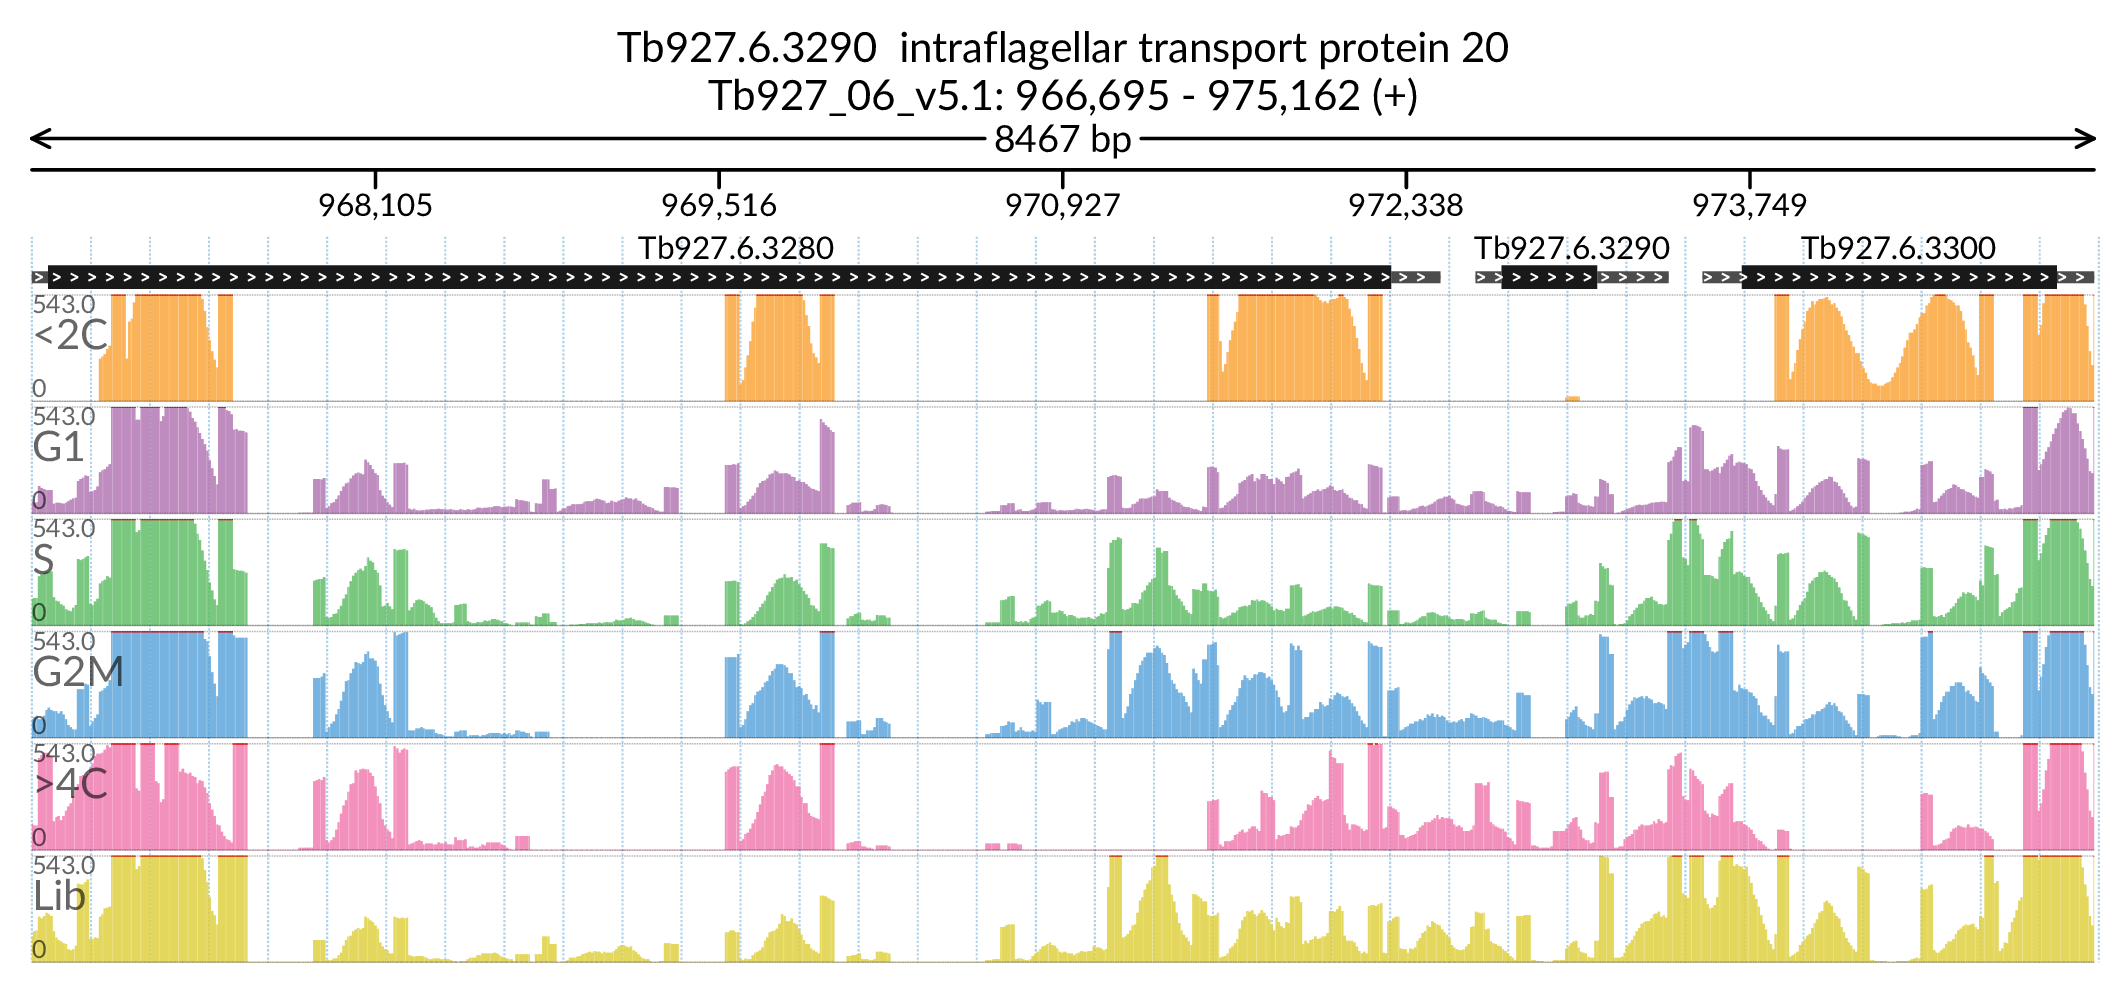 Tb927.6.3290 intraflagellar transport protein 20
Tb927_06_v5.1: 966,695 - 975,162 (+)
8467 bp
968,105 969,516 970,927 972,338 973,749
Tb927.6.3280 Tb927.6.3290 Tb927.6.3300
543.0
<2C
0
543.0
G1
0
543.0
S
0
543.0
G2M
0
543.0
>4C
0
543.0
Lib
0